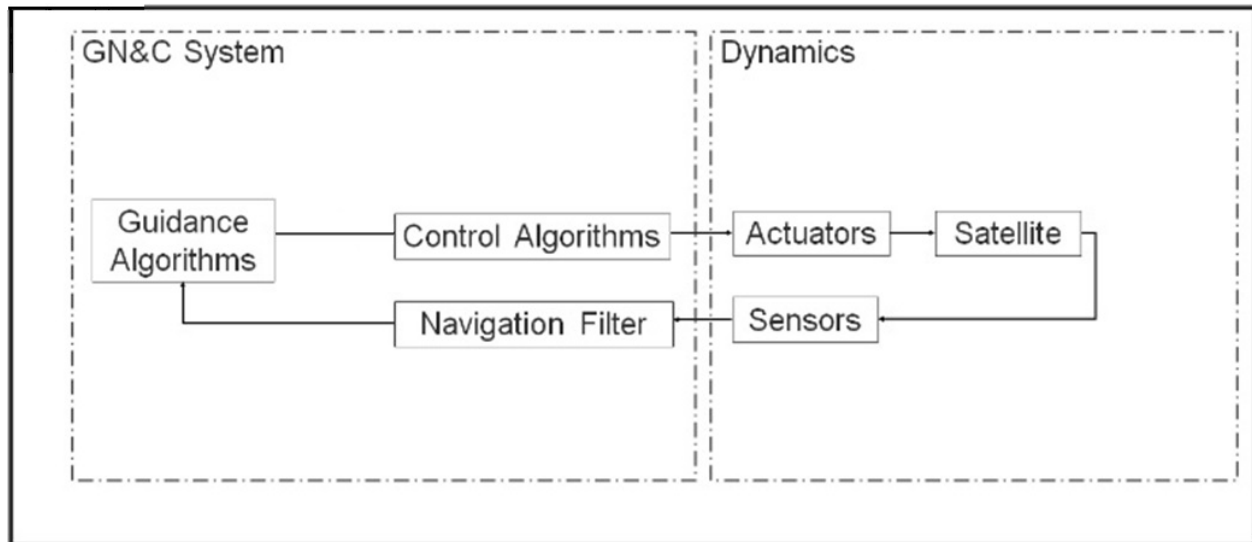 GN&C System
Dynamics
Guidance
Algorithms
Control Algorithms
Actuators
Satellite
Navigation Filter
Sensors